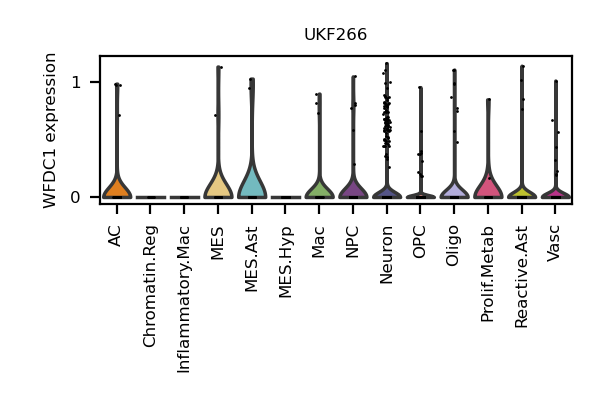 UKF266
WFDC1 expression
1
0
AC
Chromatin.Reg
Inflammatory.Mac
MES
MES.Ast
MES.Hyp
Mac
NPC
Neuron
OPC
Oligo
Prolif.Metab
Reactive.Ast
Vasc